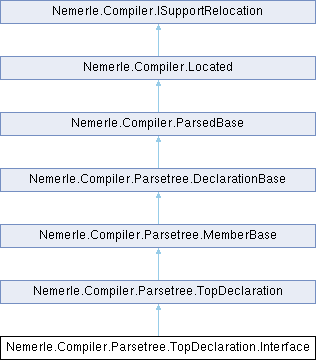 Nemerle.Compiler.ISupportRelocation
Nemerle.Compiler.Located
Nemerle.Compiler.ParsedBase
Nemerle.Compiler.Parsetree.DeclarationBase
Nemerle.Compiler.Parsetree.MemberBase
Nemerle.Compiler.Parsetree.TopDeclaration
Nemerle.Compiler.Parsetree.TopDeclaration.Interface